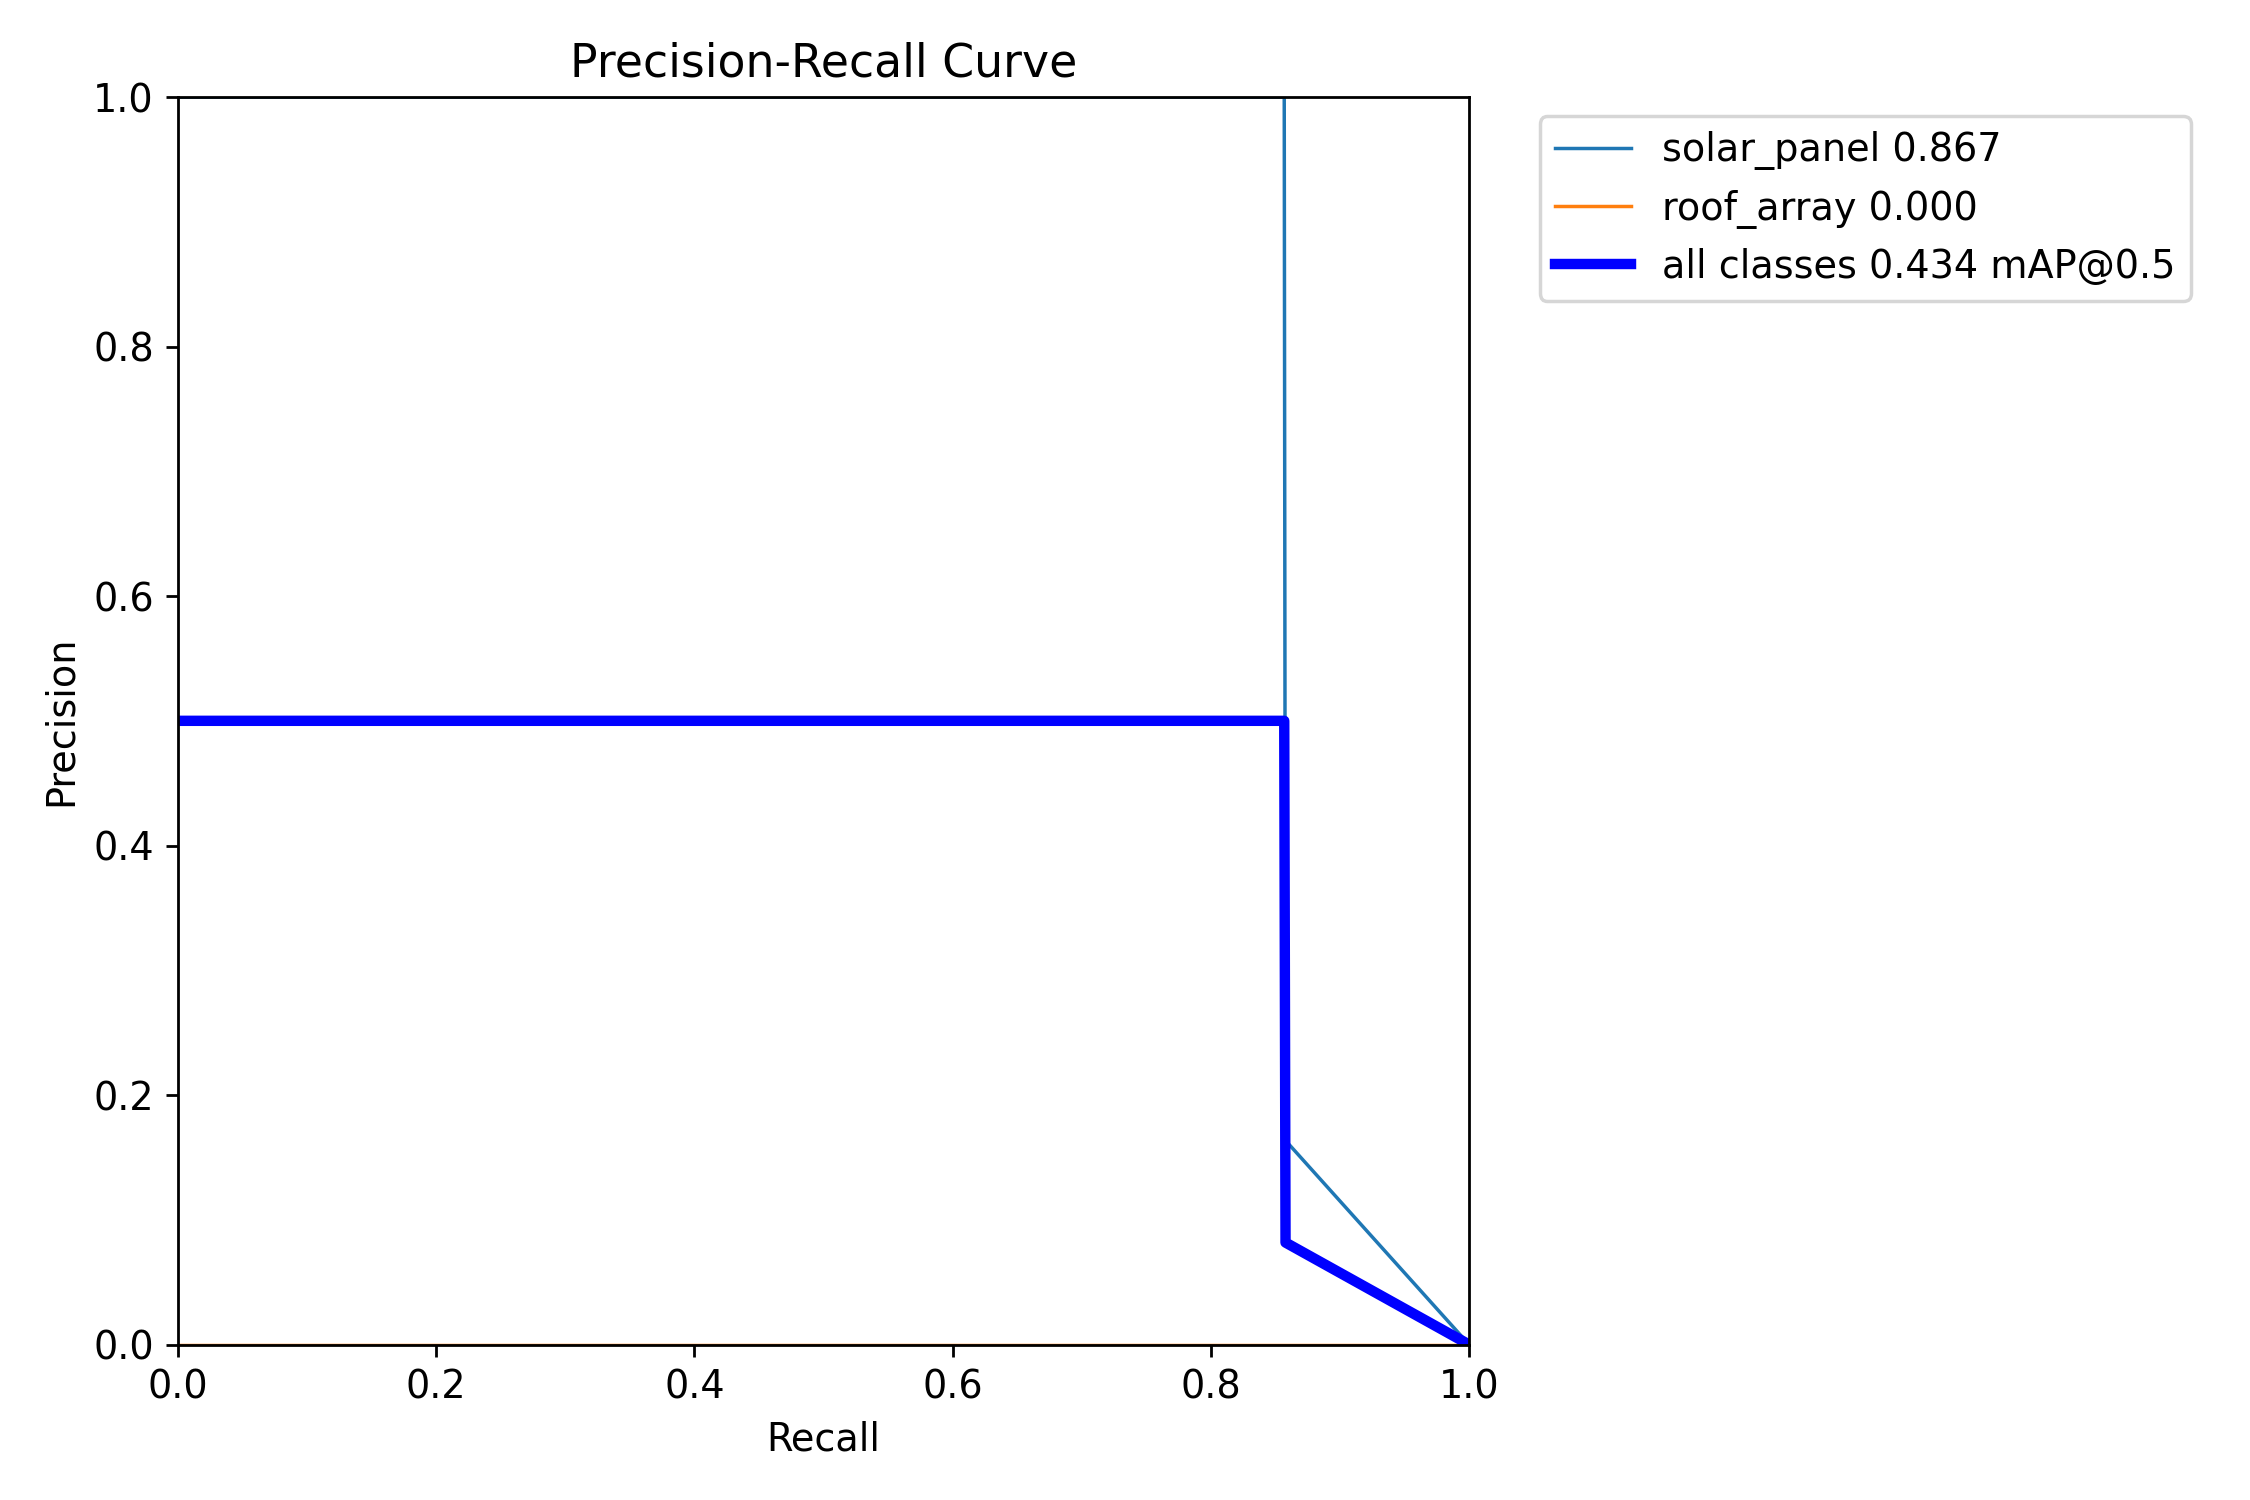 Precision-Recall Curve
1.0
0.8
0.6
0.4
0.2
0.0
Precision
0.0 0.2 0.4 0.6 0.8 1.0
Recall
solar_panel 0.867
roof_array 0.000
all classes 0.434 mAP@0.5